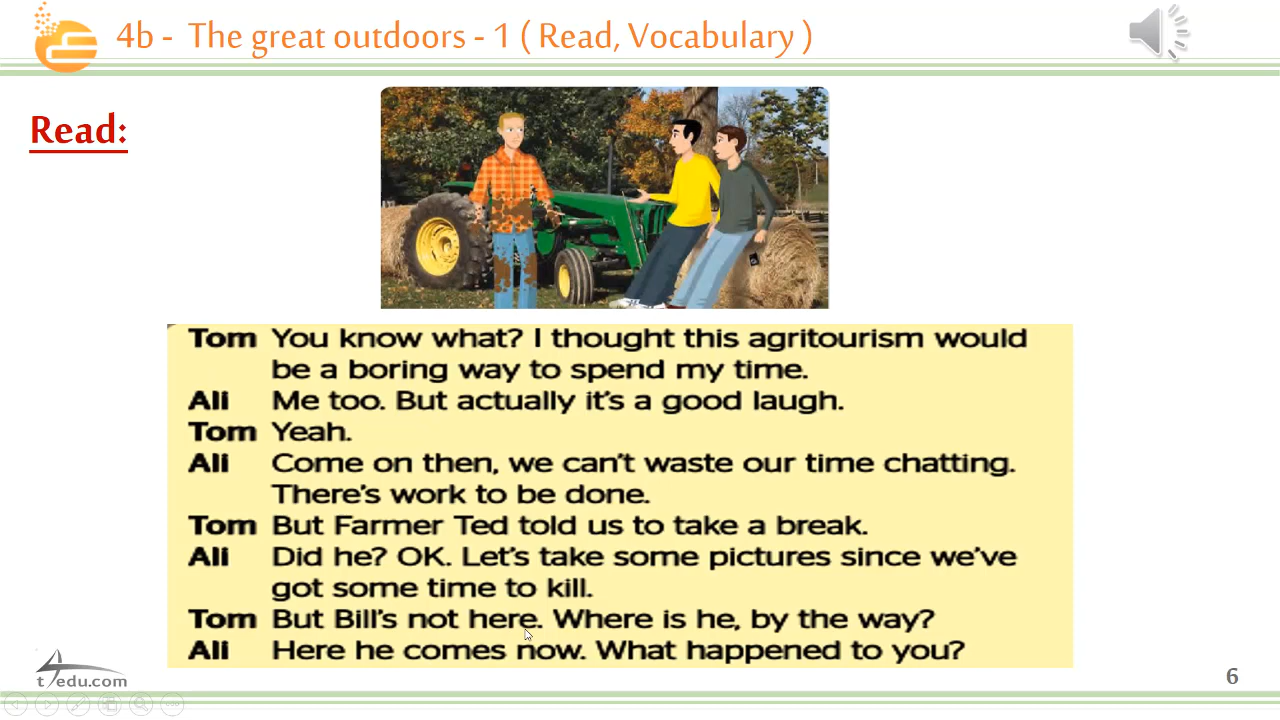 4b - The great outdoors - 1 ( Read, Vocabulary )
Read:
Tom You know what? I thought this agritourism would
be a boring way to spend my time.
Ali Me too. But actually it's a good laugh.
Tom Yeah.
Ali Come on then, we can't waste our time chatting.
There's work to be done.
Tom But Farmer Ted told us to take a break.
Ali Did he? OK. Let's take some pictures since we've
got some time to kill.
Tom But Bill's not here. Where is he, by the way?
Ali Here he comes now. What happened to you?
t4edu.com
6